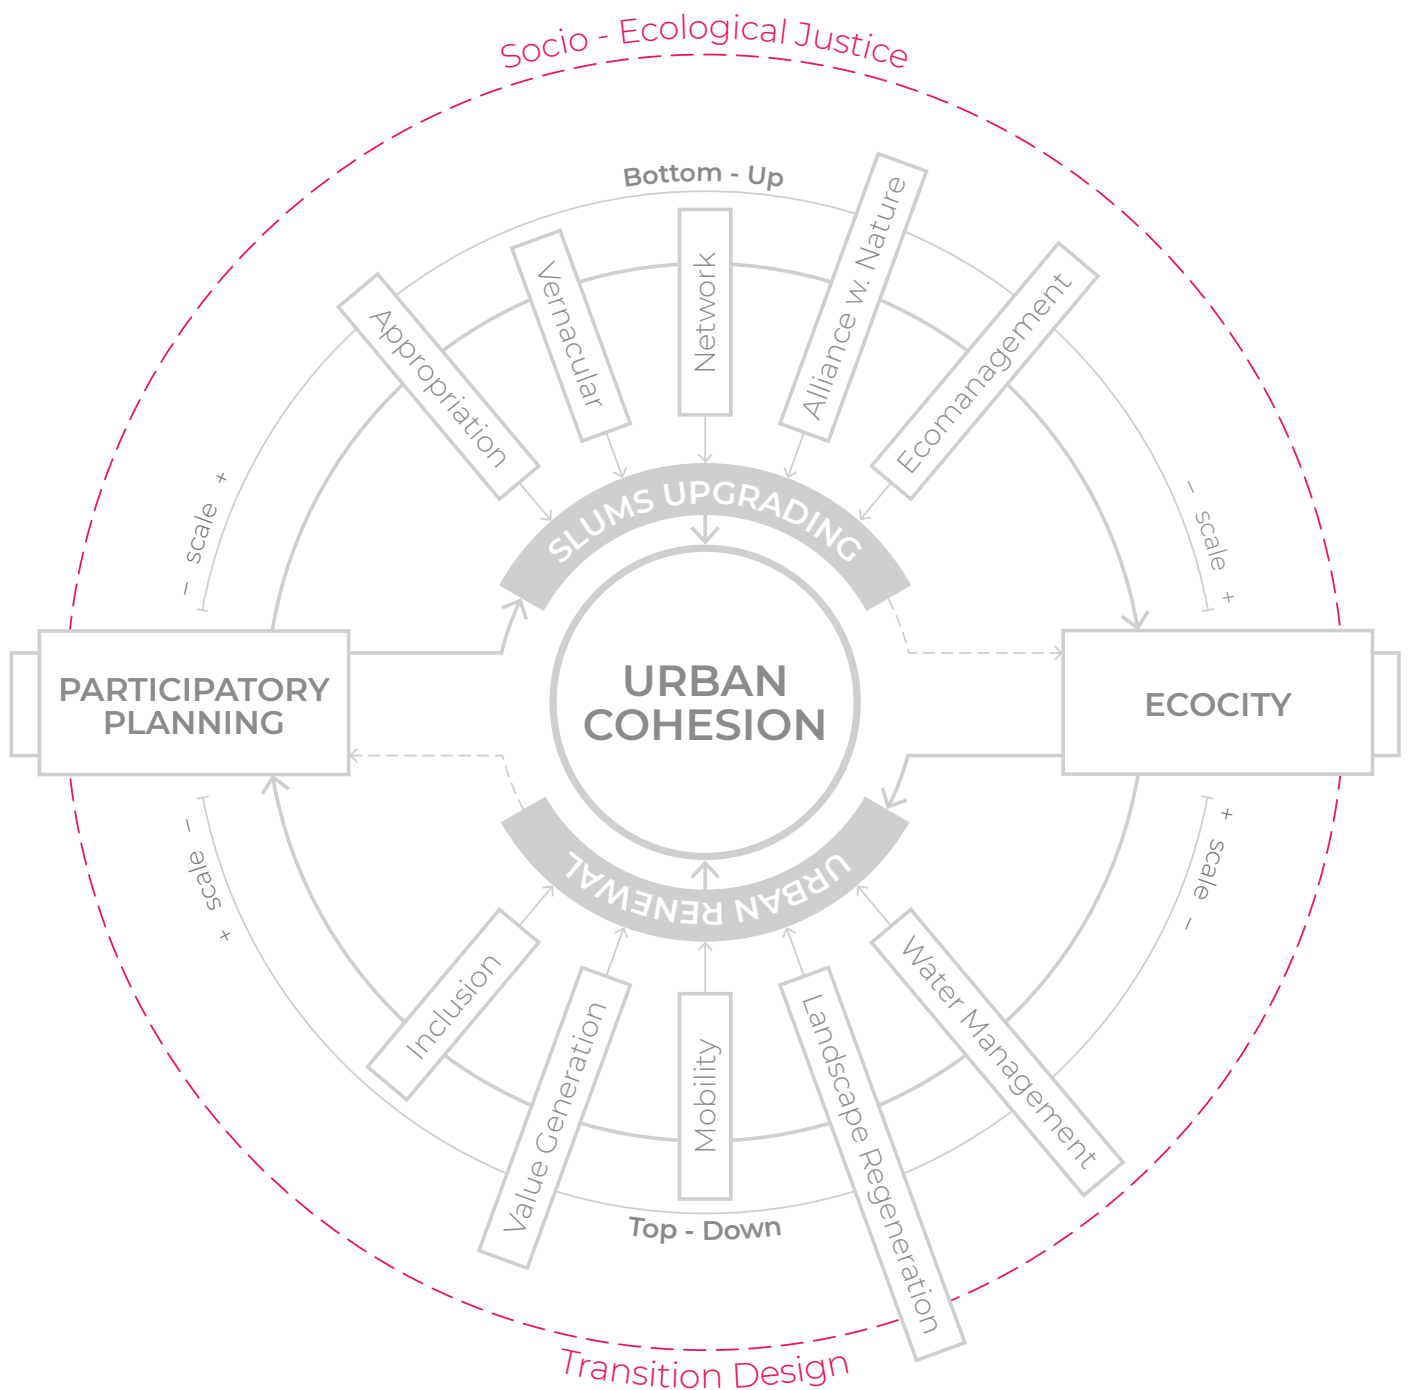 Socio - Ecological Justice
Bottom - Up
Appropriation
Vernacular
Network
Alliance w. Nature
Ecomanagement
− scale +
− scale +
SLUMS UPGRADING
PARTICIPATORY
PLANNING
URBAN
COHESION
ECOCITY
URBAN RENEWAL
− scale +
+ scale −
Inclusion
Value Generation
Mobility
Landscape Regeneration
Water Management
Top - Down
Transition Design